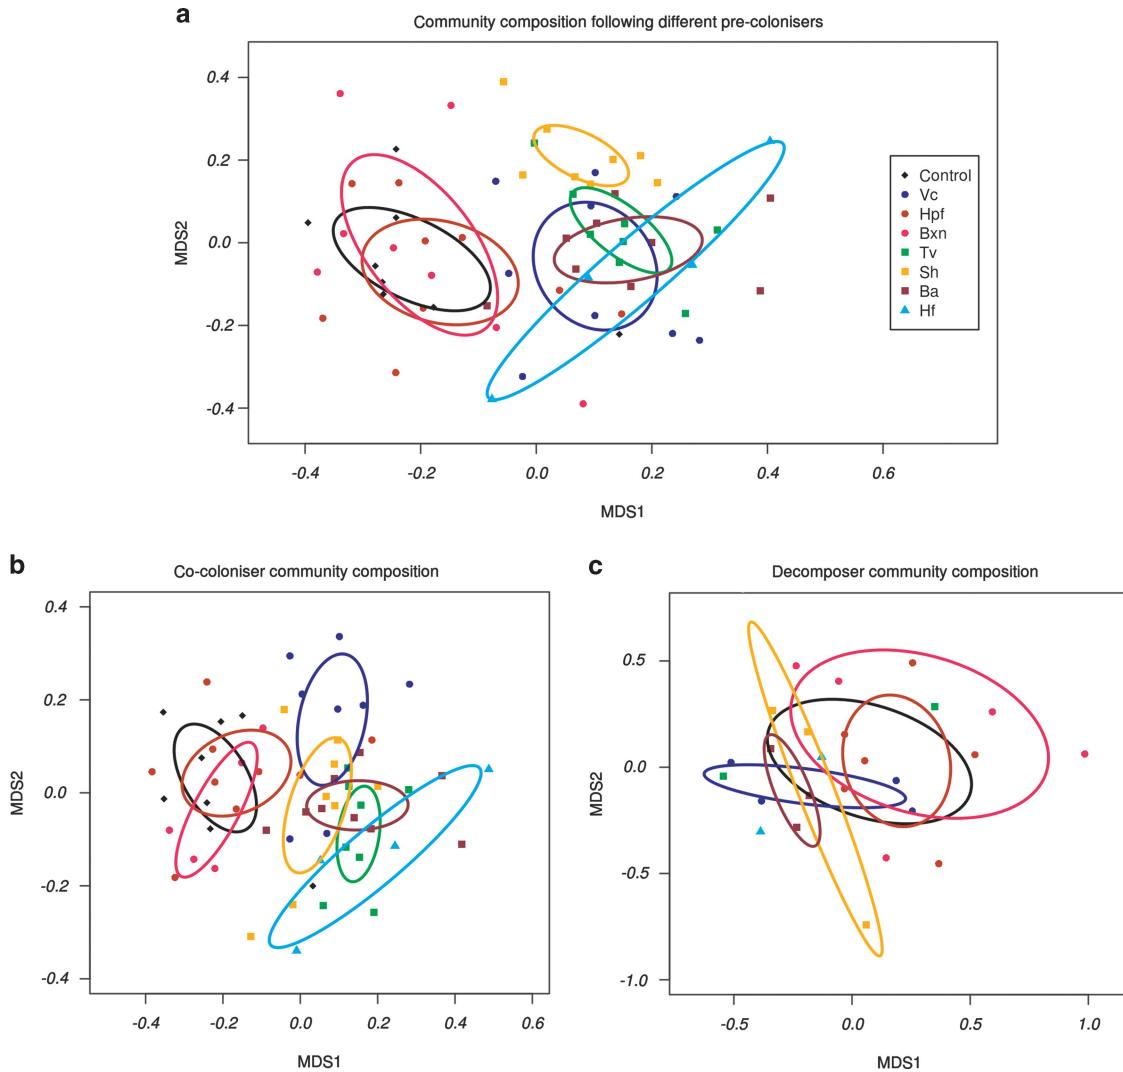 a
Community composition following different pre-colonisers
0.4
0.2
0.0
-0.2
-0.4
MDS2
-0.4 -0.2 0.0 0.2 0.4 0.6
MDS1
Control
Vc
Hpf
Bxn
Tv
Sh
Ba
Hf
b
Co-coloniser community composition
0.4
0.2
0.0
-0.2
-0.4
MDS2
-0.4 -0.2 0.0 0.2 0.4 0.6
MDS1
c
Decomposer community composition
0.5
0.0
-0.5
-1.0
MDS2
-0.5 0.0 0.5 1.0
MDS1